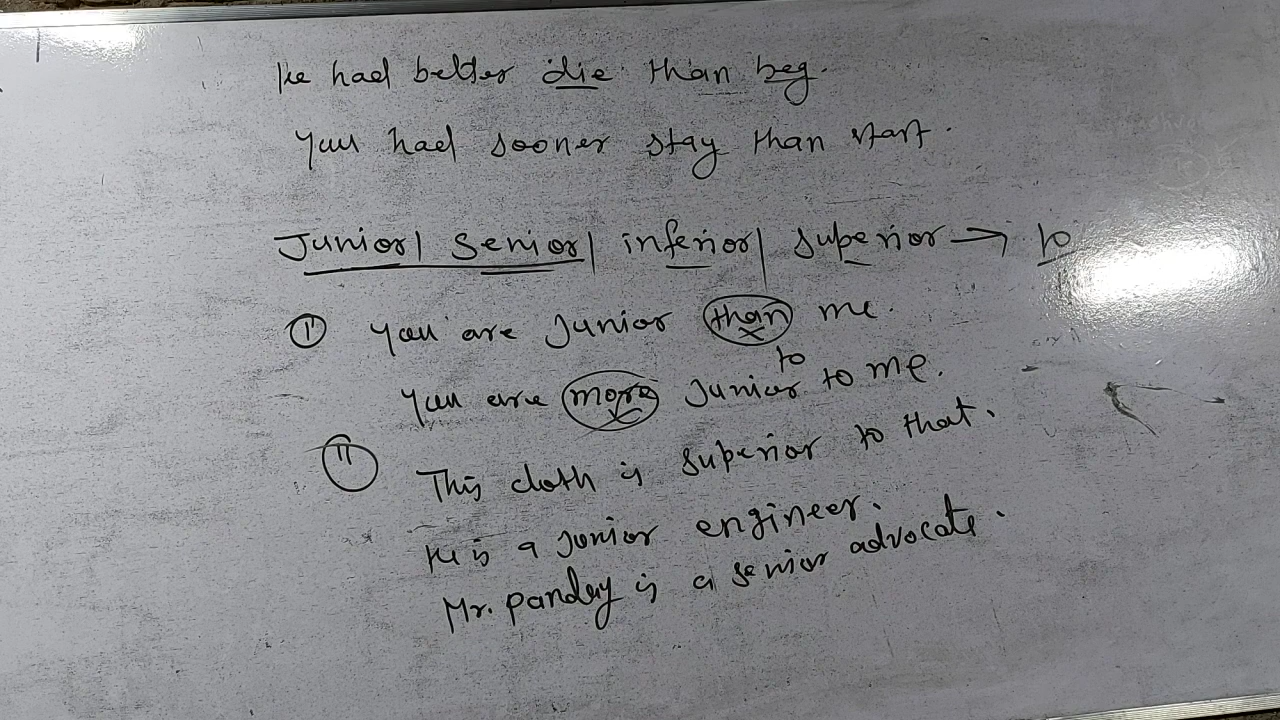 He had better die than beg.
You had sooner stay than start.
Junior/ Senior/ inferior/ superior → to
(I) You are Junior than me.
to
You are more Junior to me.
(II) This cloth is superior to that.
He is a junior engineer.
Mr. pandey is a senior advocate.